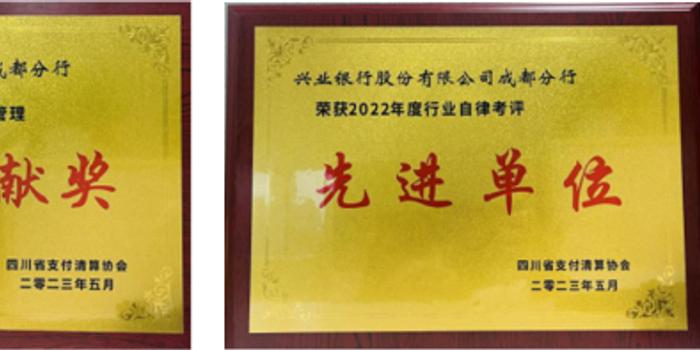 成都分行
管理
献奖
四川省支付清算协会
二零二三年五月
兴业银行股份有限公司成都分行
荣获2022年度行业自律考评
先进单位
四川省支付清算协会
二零二三年五月